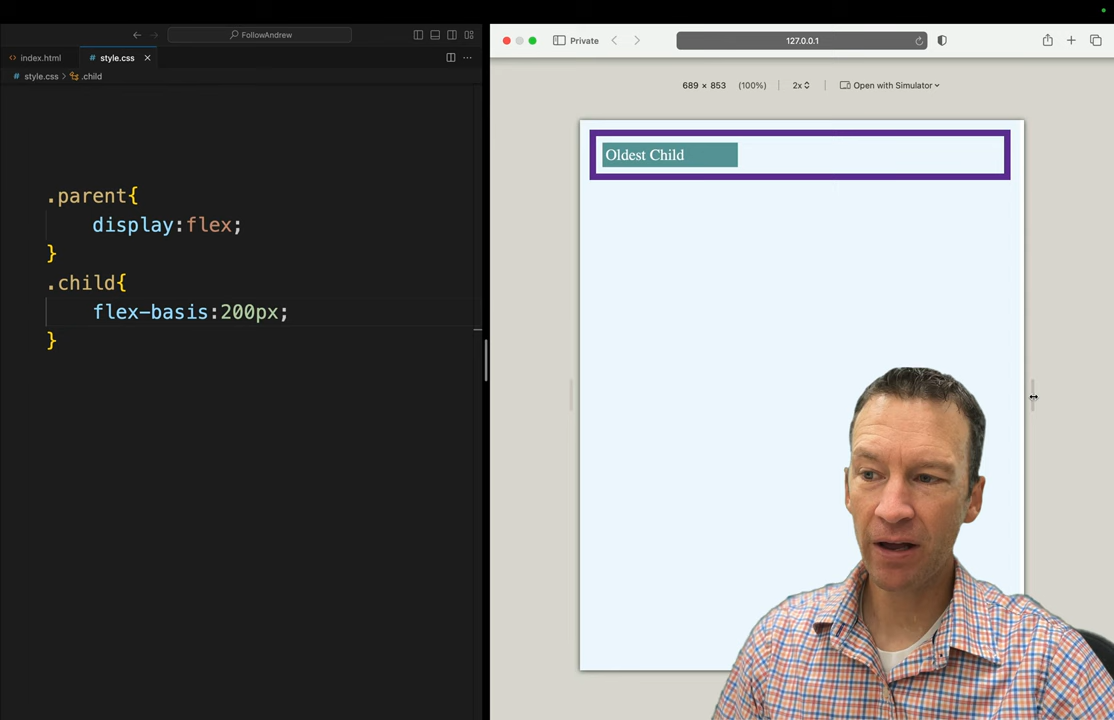 FollowAndrew
index.html
style.css
style.css > .child
.parent{
display:flex;
}
.child{
flex-basis:200px;
}
Private
127.0.0.1
689 × 853 (100%) 2x Open with Simulator
Oldest Child